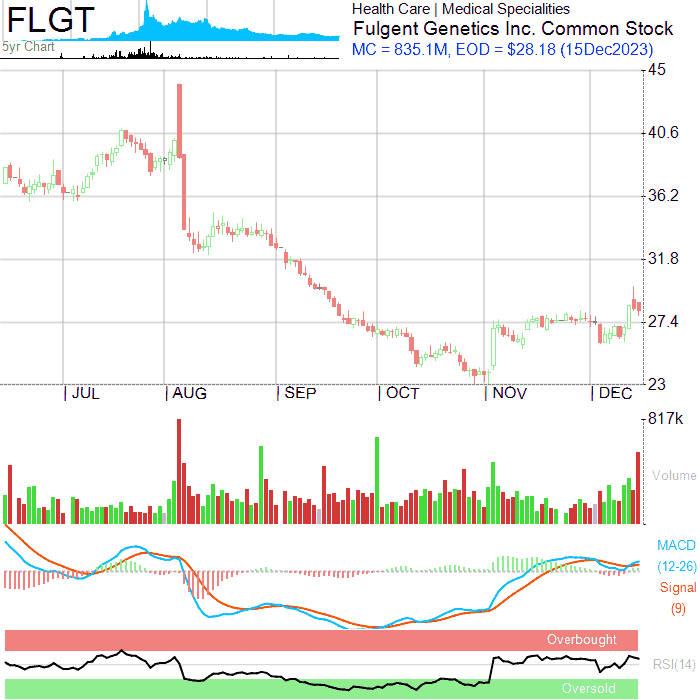 FLGT
5yr Chart
Health Care | Medical Specialities
Fulgent Genetics Inc. Common Stock
MC = 835.1M, EOD = $28.18 (15Dec2023)
45
40.6
36.2
31.8
27.4
23
JUL AUG SEP OCT NOV DEC
817k
Volume
MACD
(12-26)
Signal
(9)
Overbought
RSI(14)
Oversold